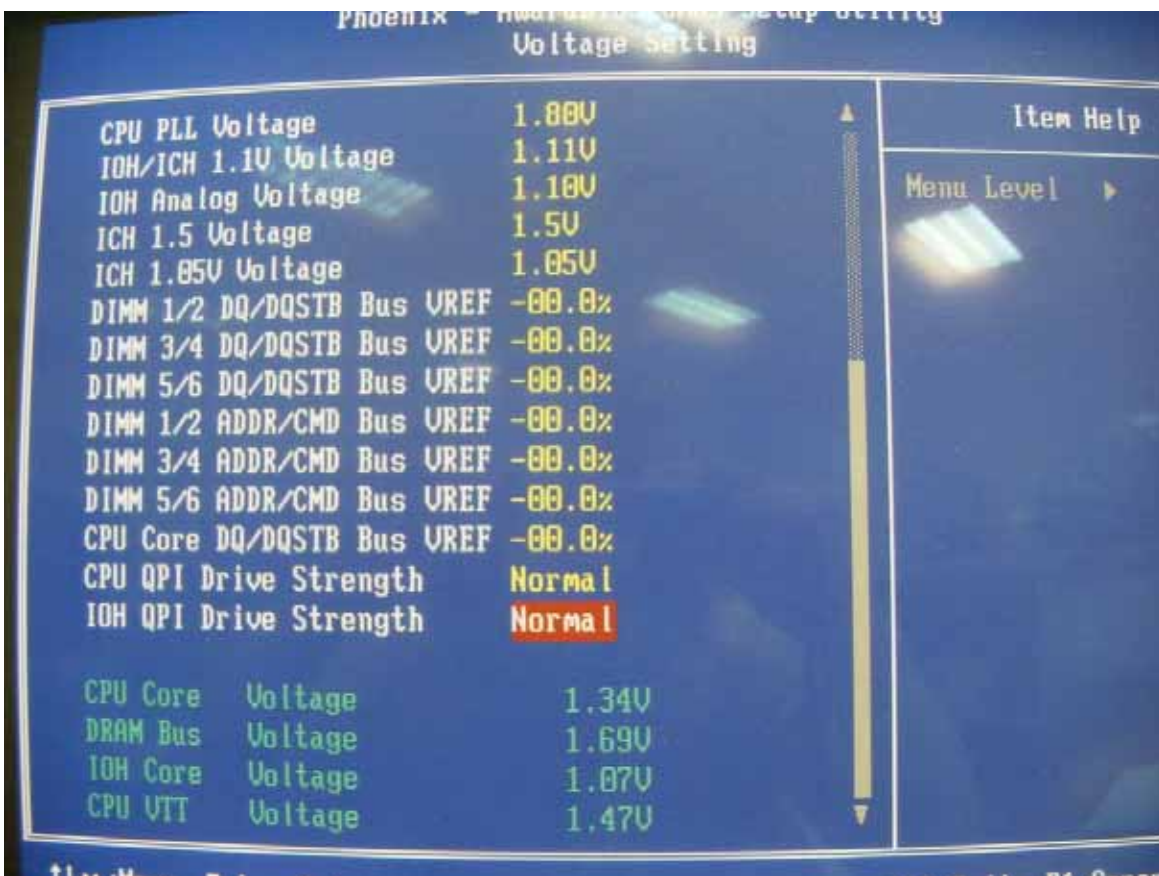 Phoenix -
Voltage Setting
CPU PLL Voltage 1.80V
IOH/ICH 1.1V Voltage 1.11V
IOH Analog Voltage 1.10V
ICH 1.5 Voltage 1.5V
ICH 1.05V Voltage 1.05V
DIMM 1/2 DQ/DQSTB Bus VREF -00.0%
DIMM 3/4 DQ/DQSTB Bus VREF -00.0%
DIMM 5/6 DQ/DQSTB Bus VREF -00.0%
DIMM 1/2 ADDR/CMD Bus VREF -00.0%
DIMM 3/4 ADDR/CMD Bus VREF -00.0%
DIMM 5/6 ADDR/CMD Bus VREF -00.0%
CPU Core DQ/DQSTB Bus VREF -00.0%
CPU QPI Drive Strength Normal
IOH QPI Drive Strength Normal
CPU Core Voltage 1.34V
DRAM Bus Voltage 1.69V
IOH Core Voltage 1.07V
CPU VTT Voltage 1.47V
Item Help
Menu Level ▶